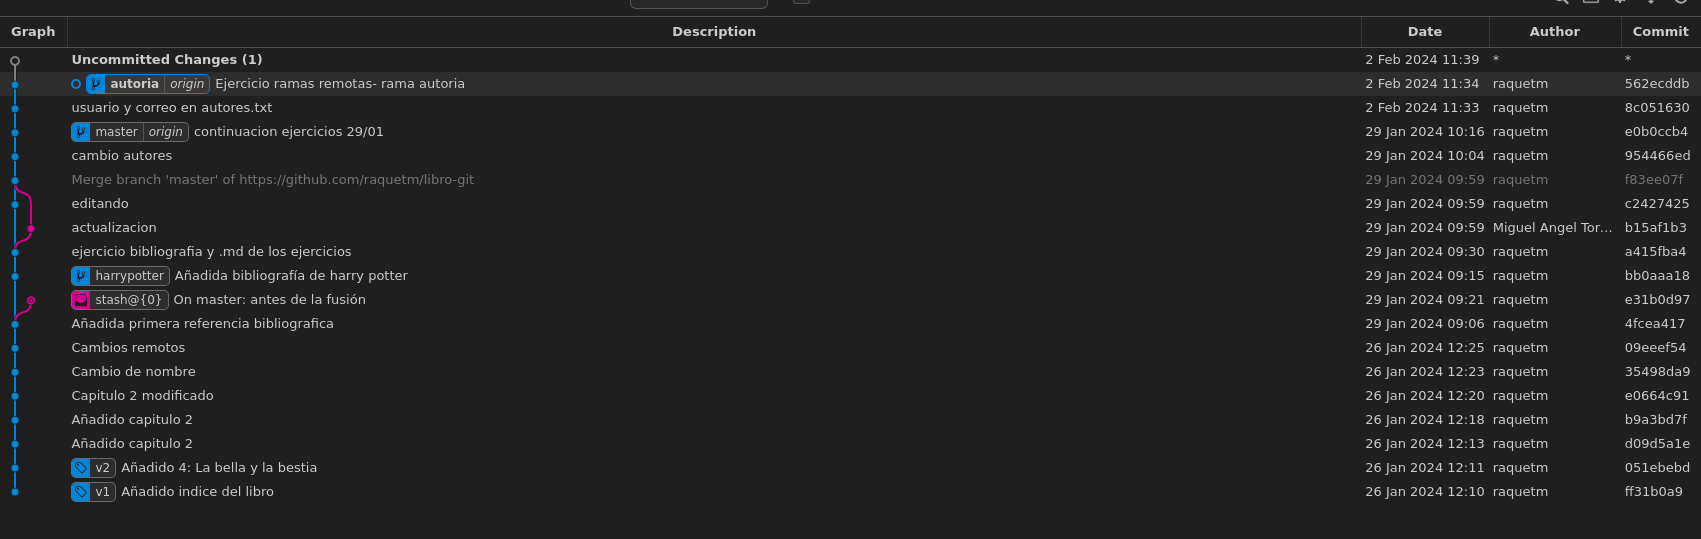 Graph Description Date Author Commit
Uncommitted Changes (1) 2 Feb 2024 11:39 * *
autoria origin Ejercicio ramas remotas- rama autoria 2 Feb 2024 11:34 raquetm 562ecddb
usuario y correo en autores.txt 2 Feb 2024 11:33 raquetm 8c051630
master origin continuacion ejercicios 29/01 29 Jan 2024 10:16 raquetm e0b0ccb4
cambio autores 29 Jan 2024 10:04 raquetm 954466ed
Merge branch 'master' of https://github.com/raquetm/libro-git 29 Jan 2024 09:59 raquetm f83ee07f
editando 29 Jan 2024 09:59 raquetm c2427425
actualizacion 29 Jan 2024 09:59 Miguel Angel Tor... b15af1b3
ejercicio bibliografia y .md de los ejercicios 29 Jan 2024 09:30 raquetm a415fba4
harrypotter Añadida bibliografía de harry potter 29 Jan 2024 09:15 raquetm bb0aaa18
stash@{0} On master: antes de la fusión 29 Jan 2024 09:21 raquetm e31b0d97
Añadida primera referencia bibliografica 29 Jan 2024 09:06 raquetm 4fcea417
Cambios remotos 26 Jan 2024 12:25 raquetm 09eeef54
Cambio de nombre 26 Jan 2024 12:23 raquetm 35498da9
Capitulo 2 modificado 26 Jan 2024 12:20 raquetm e0664c91
Añadido capitulo 2 26 Jan 2024 12:18 raquetm b9a3bd7f
Añadido capitulo 2 26 Jan 2024 12:13 raquetm d09d5a1e
v2 Añadido 4: La bella y la bestia 26 Jan 2024 12:11 raquetm 051ebebd
v1 Añadido indice del libro 26 Jan 2024 12:10 raquetm ff31b0a9